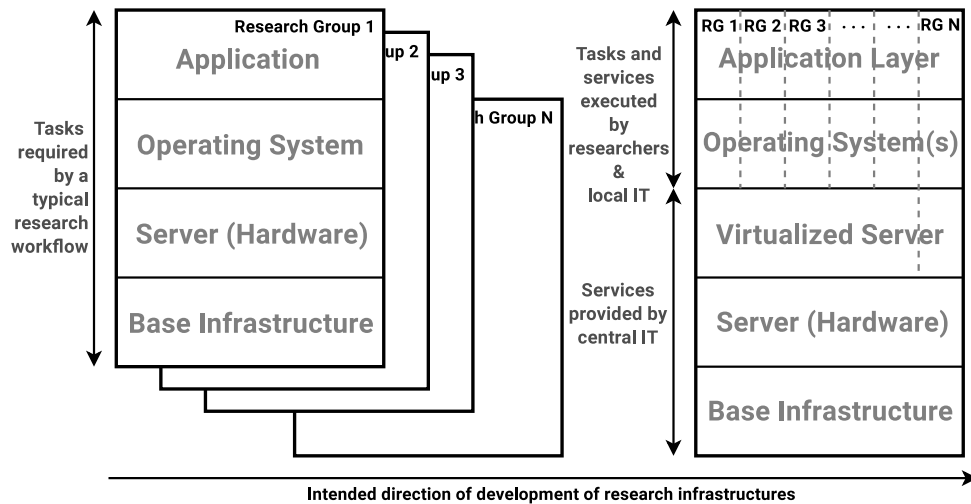 Research Group 1
Application
Operating System
Server (Hardware)
Base Infrastructure
up 2
up 3
h Group N
Tasks
required
by a
typical
research
workflow
Tasks and
services
executed
by
researchers
&
local IT
Services
provided by
central IT
RG 1 RG 2 RG 3 ... ... RG N
Application Layer
Operating System(s)
Virtualized Server
Server (Hardware)
Base Infrastructure
Intended direction of development of research infrastructures